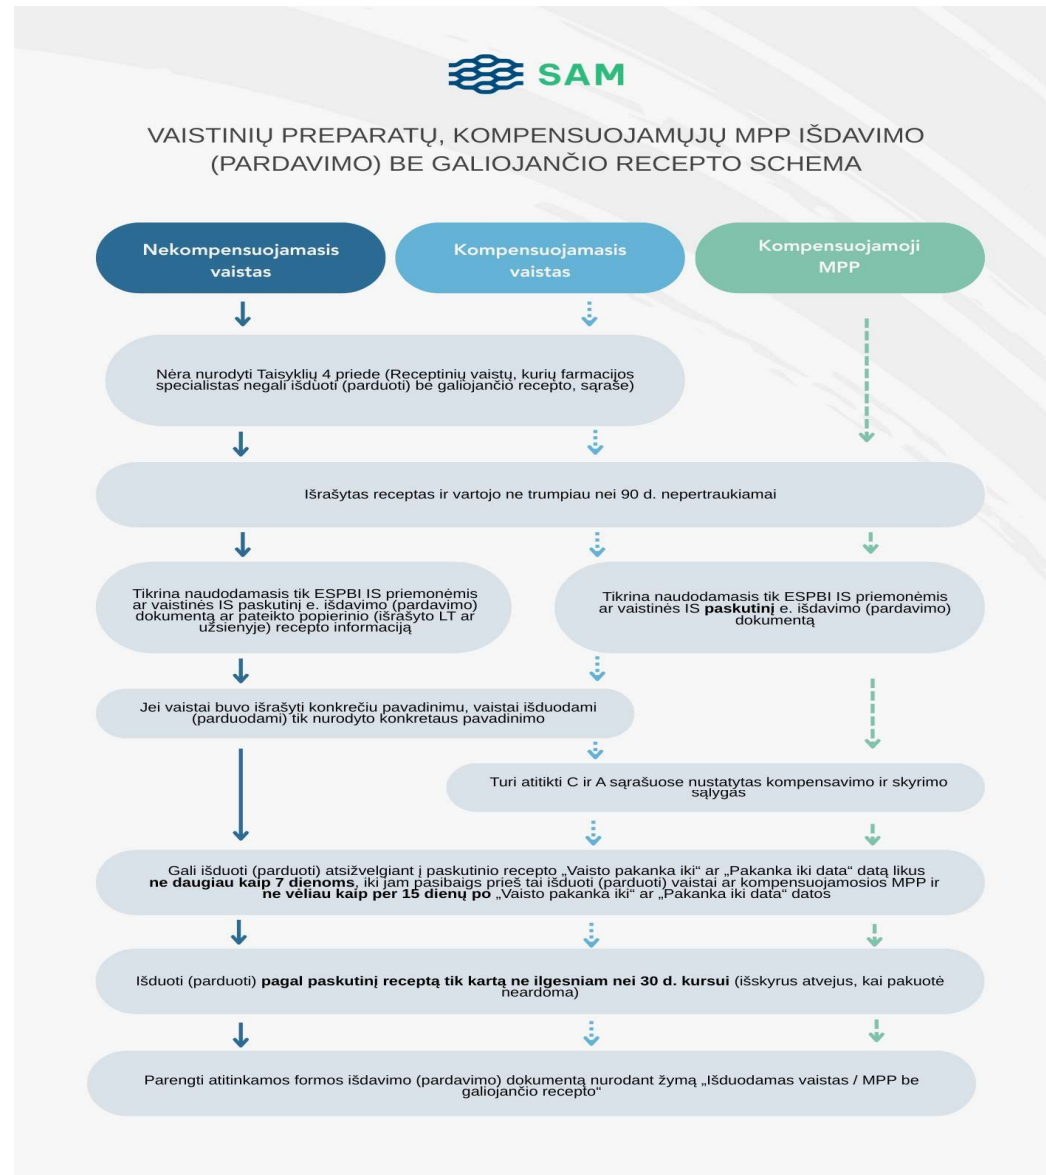 SAM
VAISTINIŲ PREPARATŲ, KOMPENSUOJAMŲJŲ MPP IŠDAVIMO
(PARDAVIMO) BE GALIOJANČIO RECEPTO SCHEMA
Nekompensuojamasis
vaistas
Kompensuojamasis
vaistas
Kompensuojamoji
MPP
Nėra nurodyti Taisyklių 4 priede (Receptinių vaistų, kurių farmacijos
specialistas negali išduoti (parduoti) be galiojančio recepto, sąraše)
Išrašytas receptas ir vartojo ne trumpiau nei 90 d. nepertraukiamai
Tikrina naudodamasis tik ESPBI IS priemonėmis
ar vaistinės IS paskutinį e. išdavimo (pardavimo)
dokumentą ar pateikto popierinio (išrašyto LT ar
užsienyje) recepto informaciją
Tikrina naudodamasis tik ESPBI IS priemonėmis
ar vaistinės IS paskutinį e. išdavimo (pardavimo)
dokumentą
Jei vaistai buvo išrašyti konkrečiu pavadinimu, vaistai išduodami
(parduodami) tik nurodyto konkretaus pavadinimo
Turi atitikti C ir A sąrašuose nustatytas kompensavimo ir skyrimo
sąlygas
Gali išduoti (parduoti) atsižvelgiant į paskutinio recepto „Vaisto pakanka iki“ ar „Pakanka iki data“ datą likus
ne daugiau kaip 7 dienoms, iki jam pasibaigs prieš tai išduoti (parduoti) vaistai ar kompensuojamosios MPP ir
ne vėliau kaip per 15 dienų po „Vaisto pakanka iki“ ar „Pakanka iki data“ datos
Išduoti (parduoti) pagal paskutinį receptą tik kartą ne ilgesniam nei 30 d. kursui (išskyrus atvejus, kai pakuotė
neardoma)
Parengti atitinkamos formos išdavimo (pardavimo) dokumentą nurodant žymą „Išduodamas vaistas / MPP be
galiojančio recepto“